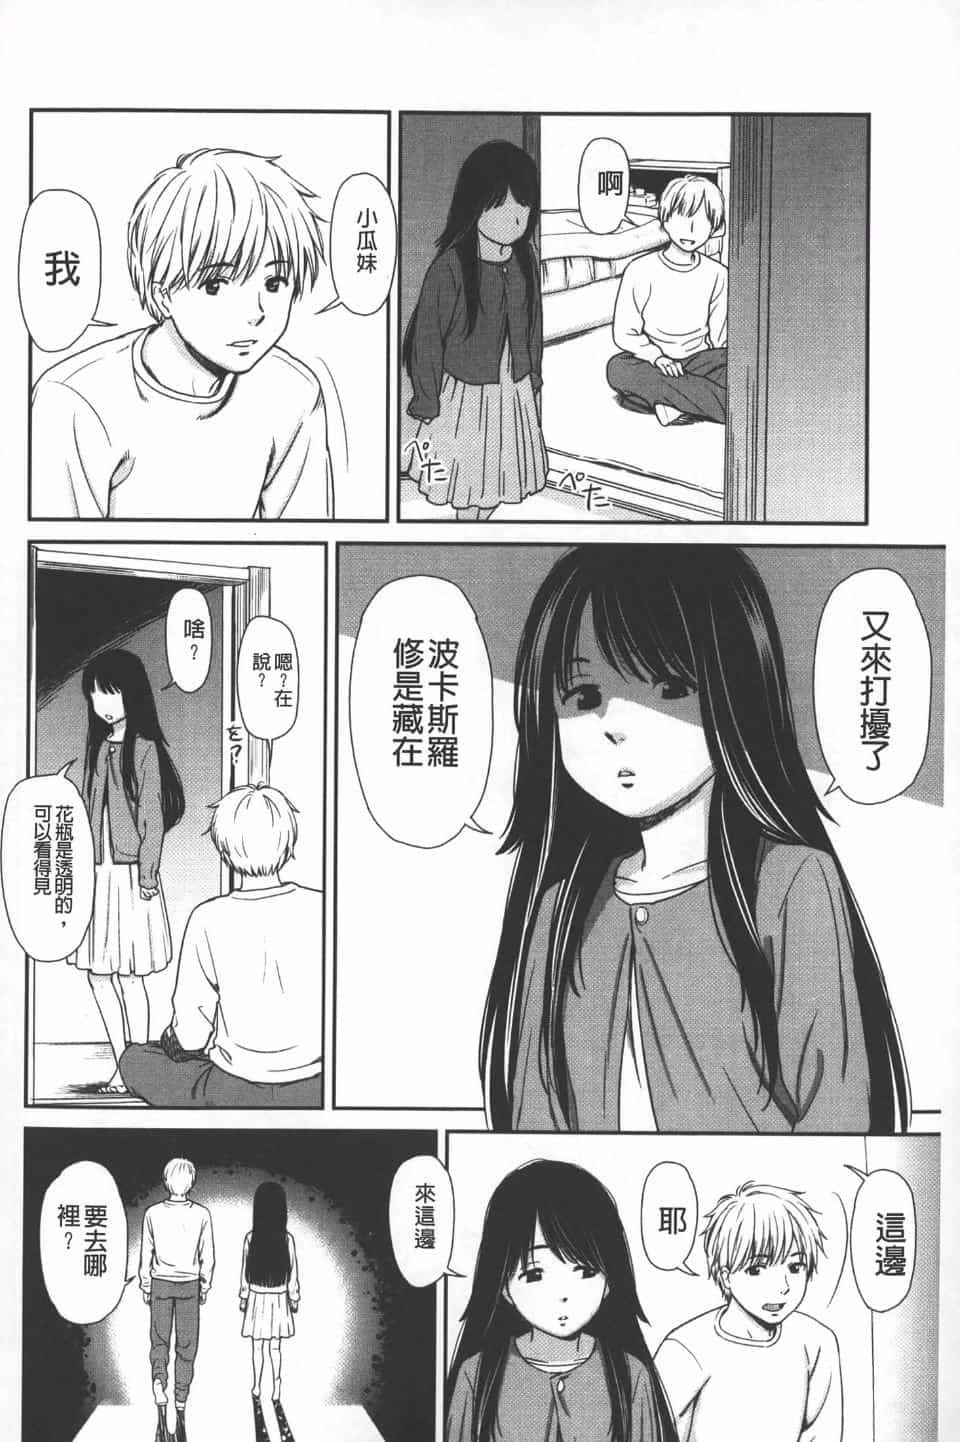 啊
ぺた
ぺた
小瓜妹
我
又來打擾了
波卡斯羅
修是藏在
嗯?在
說?
を?
啥?
花瓶是透明的，
可以看得見
這邊
耶
來這邊
要去哪
裡?